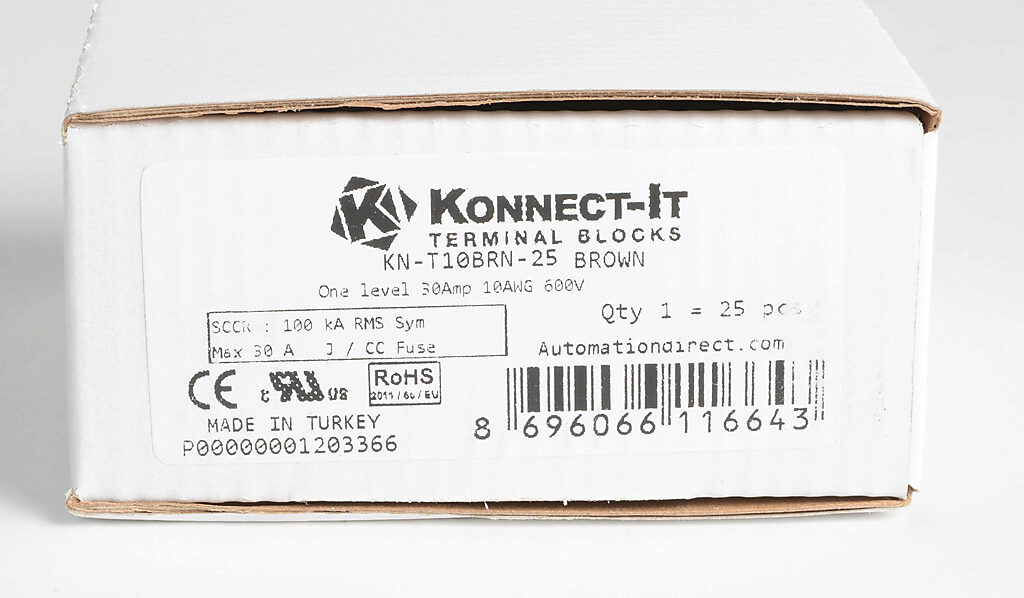 K KONNECT-IT
TERMINAL BLOCKS
KN-T10BRN-25 BROWN
One level 30Amp 10AWG 600V
SCCR : 100 kA RMS Sym
Max 30 A J / CC Fuse
Qty 1 = 25 pcs
Automationdirect.com
CE c RU US
RoHS
2011/65/EU
MADE IN TURKEY
P00000001203366
8 696066 116643